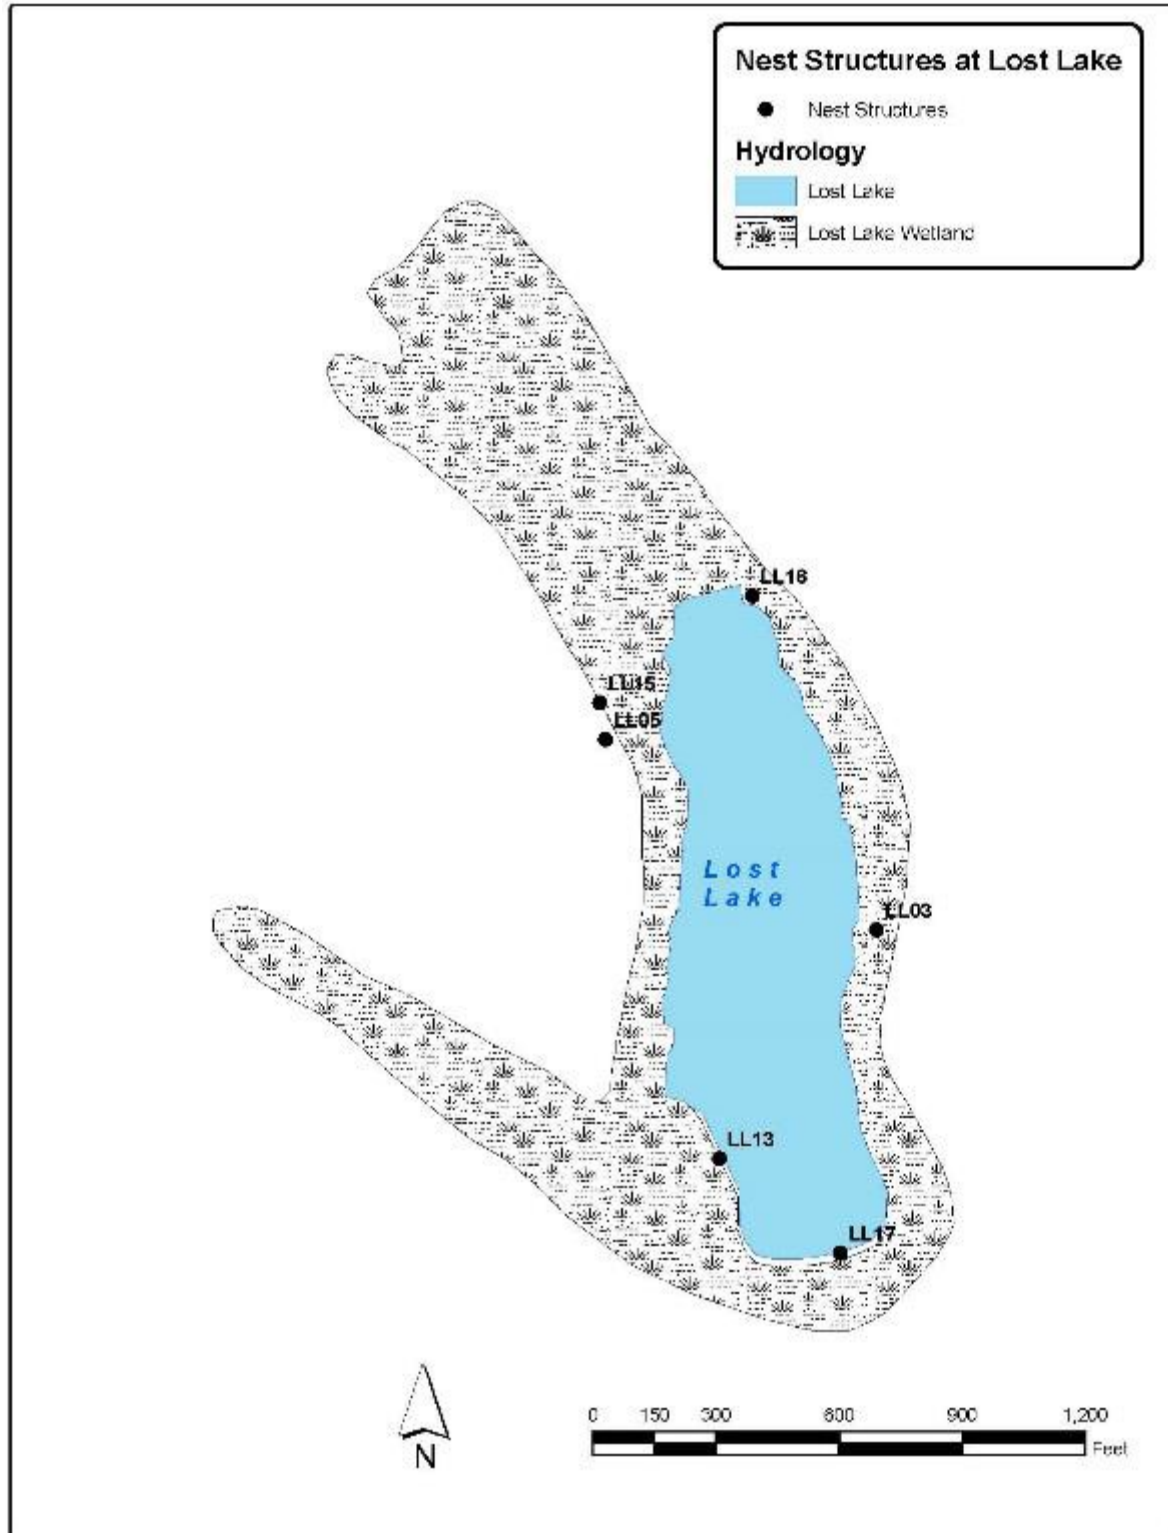 Nest Structures at Lost Lake
Nest Structures
Hydrology
Lost Lake
Lost Lake Wetland
LL16
LL15
LL05
Lost
Lake
LL03
LL13
LL17
N
0 150 300 600 900 1,200
Feet